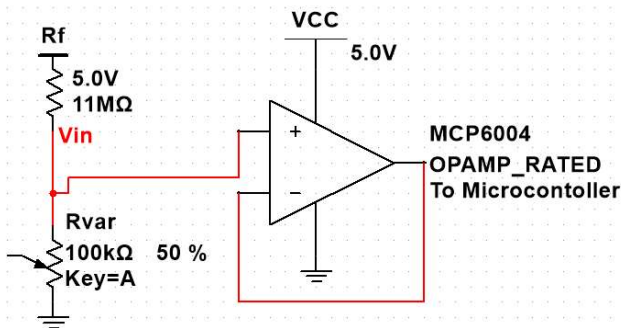 Rf
5.0V
11MΩ
Vin
Rvar
100kΩ 50 %
Key=A
VCC
5.0V
+
−
MCP6004
OPAMP_RATED
To Microcontoller